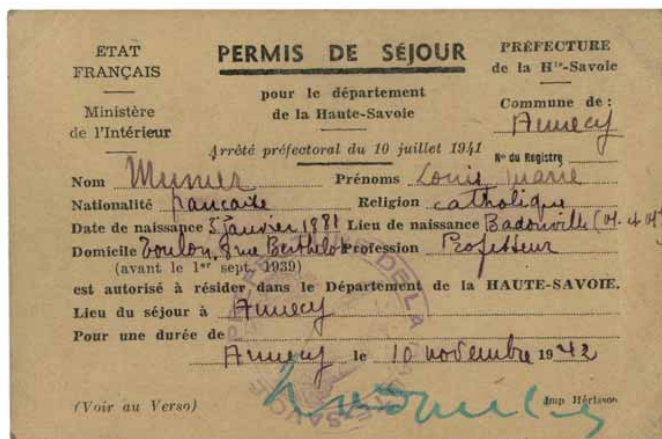 ETAT FRANÇAIS
Ministère de l'Intérieur
PERMIS DE SÉJOUR
pour le département
de la Haute-Savoie
Arrêté préfectoral du 10 juillet 1941
PRÉFECTURE
de la Hte-Savoie
Commune de :
Annecy
No du Registre
Nom Munier Prénoms Louis Marie
Nationalité française Religion catholique
Date de naissance 5 janvier 1881 Lieu de naissance Badonviller (M. et M.)
Domicile Toulon, 8 rue Berthelot Profession Professeur
(avant le 1er sept. 1939)
est autorisé à résider dans le Département de la HAUTE-SAVOIE.
Lieu du séjour à Annecy
Pour une durée de
Annecy le 10 novembre 1942
(Voir au Verso)
Imp Hérisson